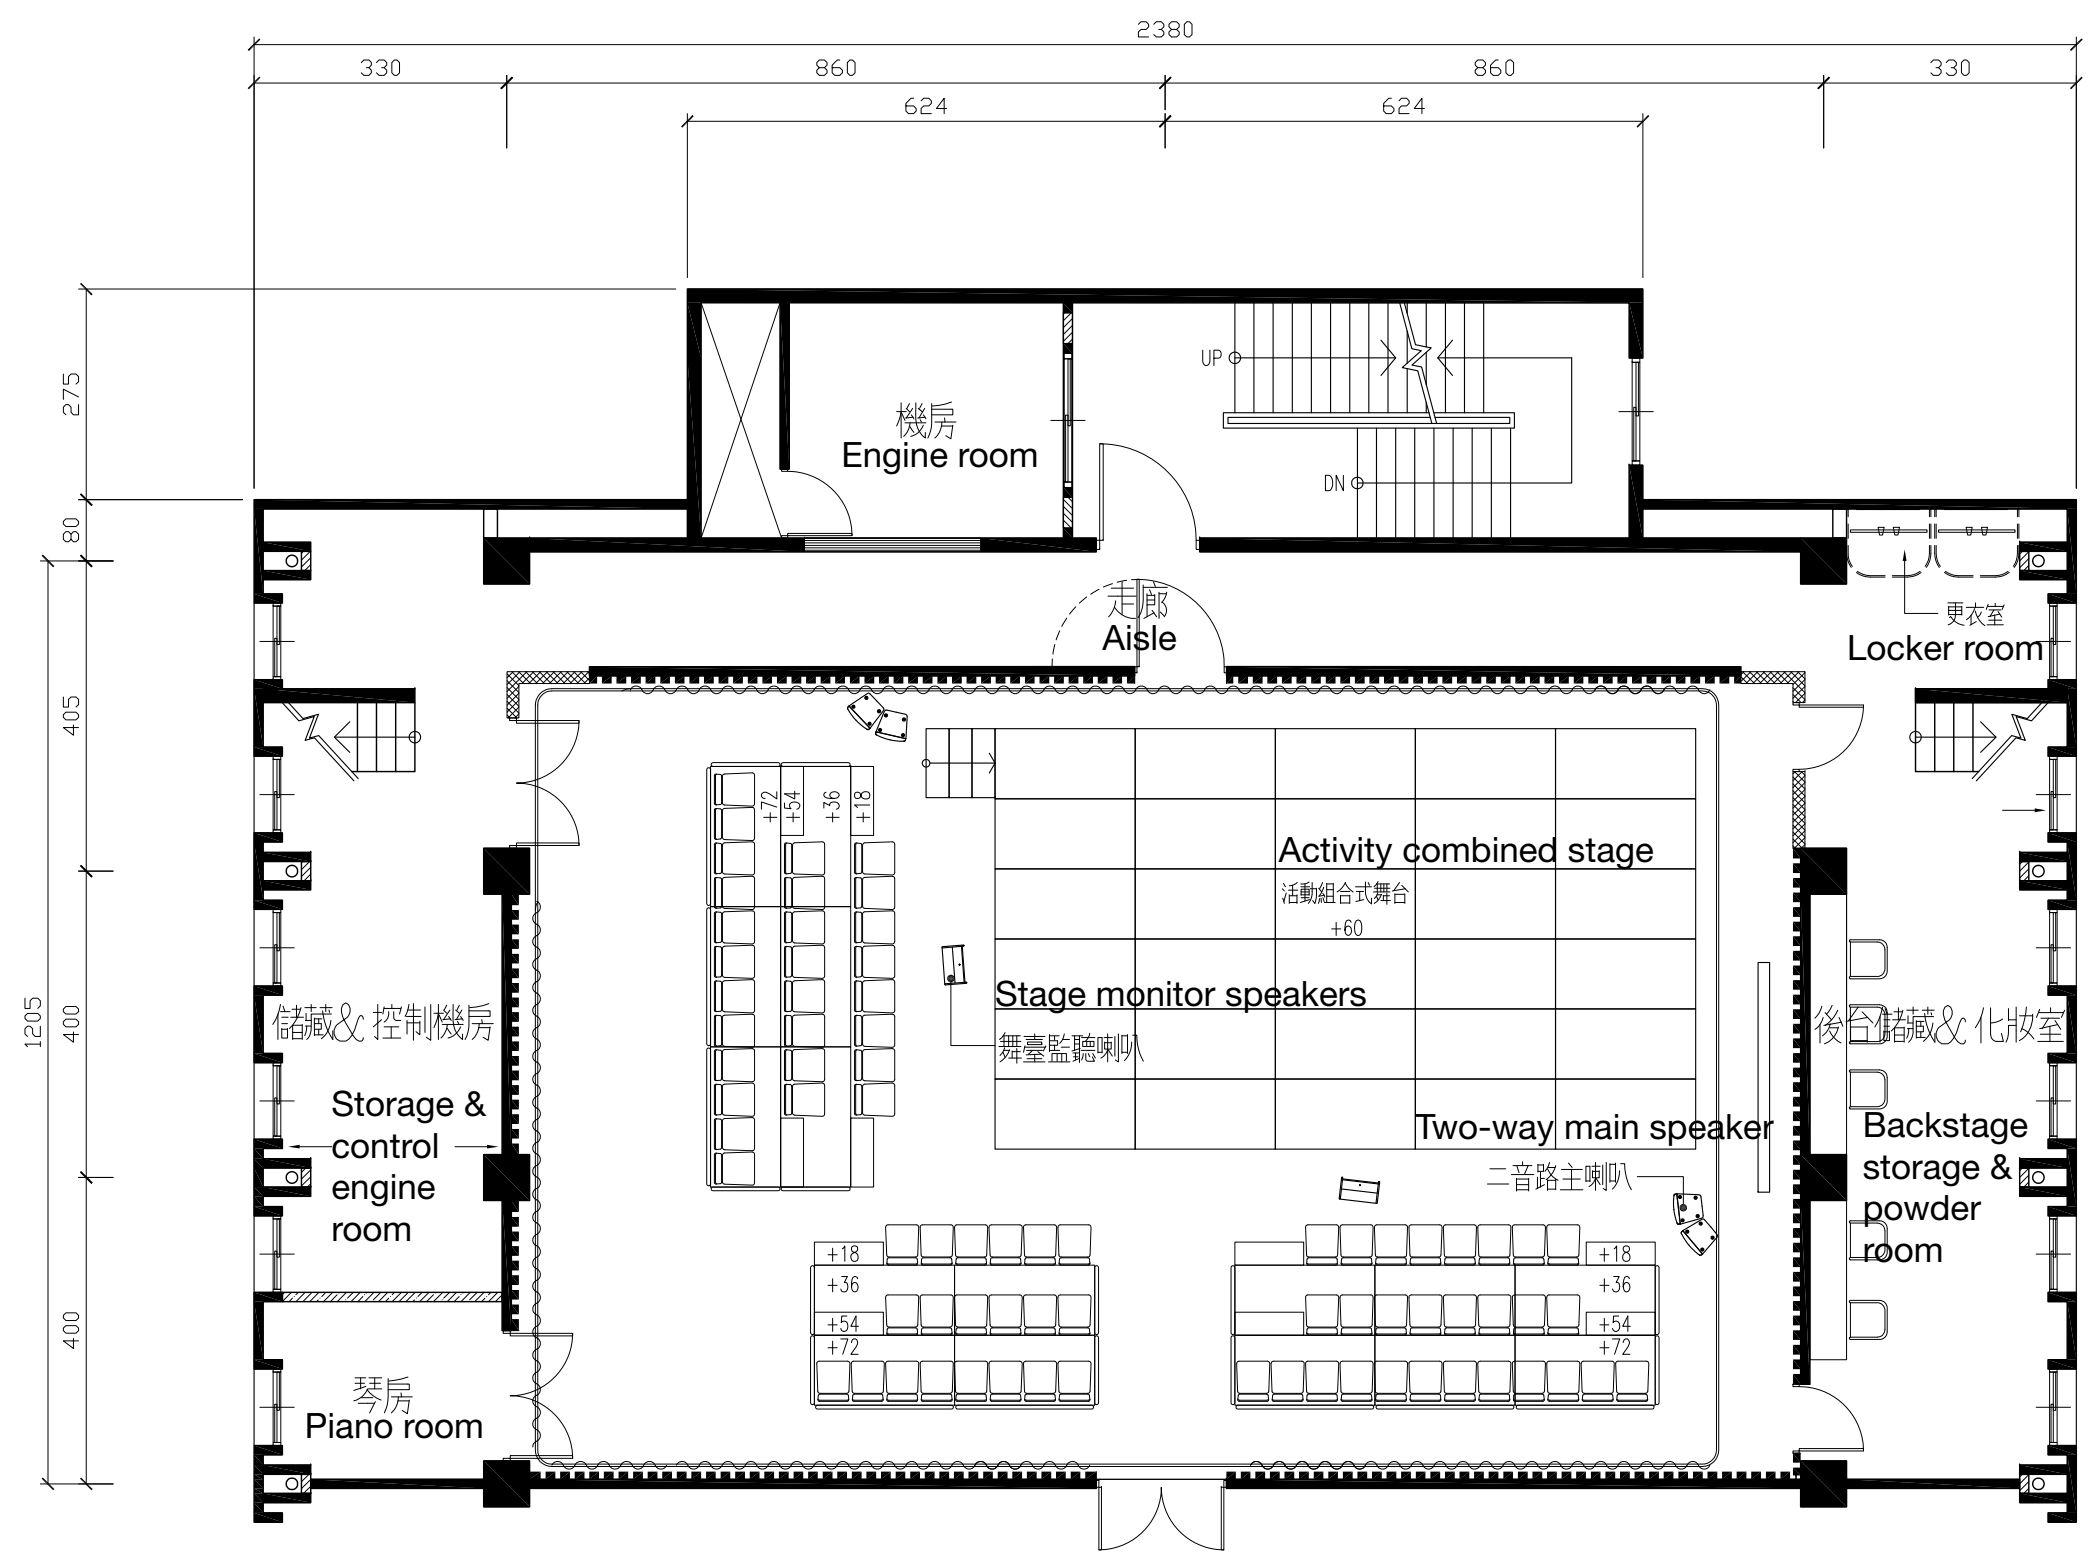 2380
330
860
860
330
624
624
275
80
405
400
400
1205
UP
DN
機房
Engine room
走廊
Aisle
更衣室
Locker room
+72
+54
+36
+18
Activity combined stage
活動組合式舞台
+60
Stage monitor speakers
舞臺監聽喇叭
儲藏& 控制機房
Storage &
control
engine
room
後台儲藏& 化妝室
Backstage
storage &
powder
room
Two-way main speaker
二音路主喇叭
+18
+36
+54
+72
+18
+36
+54
+72
琴房
Piano room